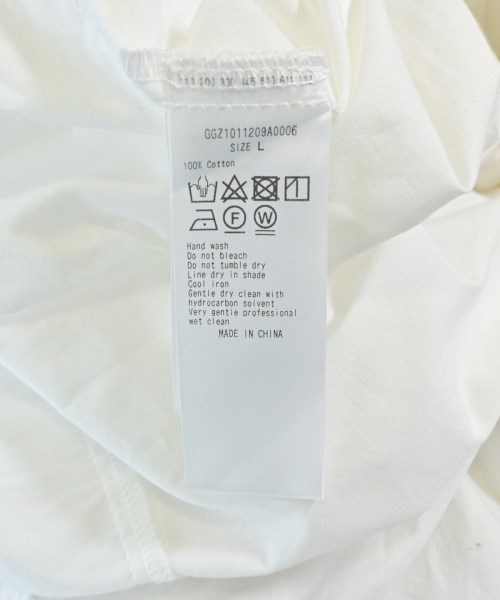 GGZ1011209A0006
SIZE L
100% Cotton
F W
Hand wash
Do not bleach
Do not tumble dry
Line dry in shade
Cool iron
Gentle dry clean with
hydrocarbon solvent
Very gentle professional
wet clean
MADE IN CHINA